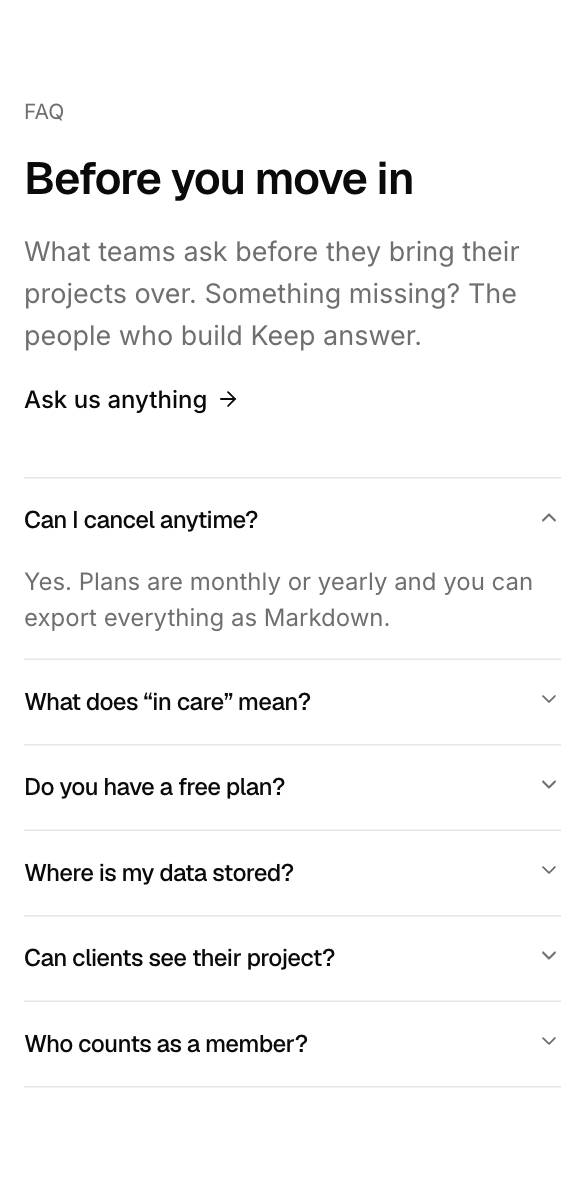 FAQ
Before you move in
What teams ask before they bring their
projects over. Something missing? The
people who build Keep answer.
Ask us anything →
Can I cancel anytime?
Yes. Plans are monthly or yearly and you can
export everything as Markdown.
What does “in care” mean?
Do you have a free plan?
Where is my data stored?
Can clients see their project?
Who counts as a member?